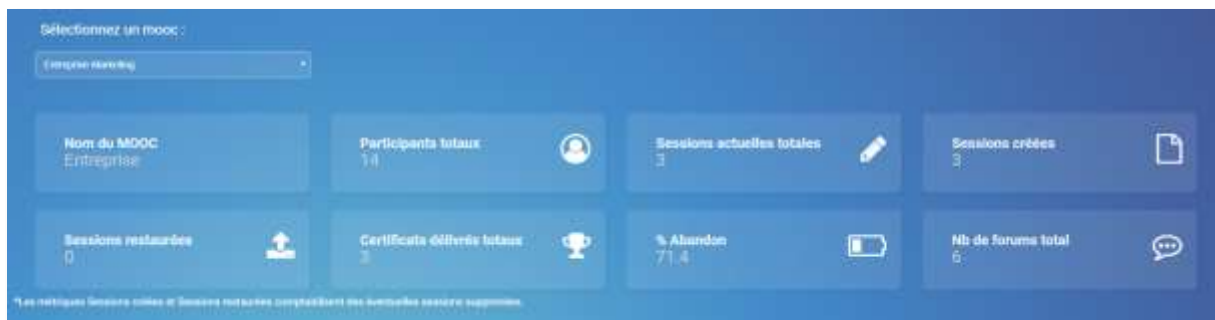 Sélectionnez un mooc :
Entreprise Marketing
Nom du MOOC
Entreprise
Participants totaux
14
Sessions actuelles totales
3
Sessions créées
3
Sessions restaurées
0
Certificats délivrés totaux
3
% Abandon
71.4
Nb de forums total
6
*Les métriques Sessions créées et Sessions restaurées comptabilisent des éventuelles sessions supprimées.